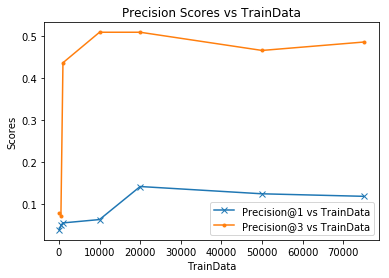 Precision Scores vs TrainData
0.5
0.4
0.3
0.2
0.1
Scores
Precision@1 vs TrainData
Precision@3 vs TrainData
0 10000 20000 30000 40000 50000 60000 70000
TrainData